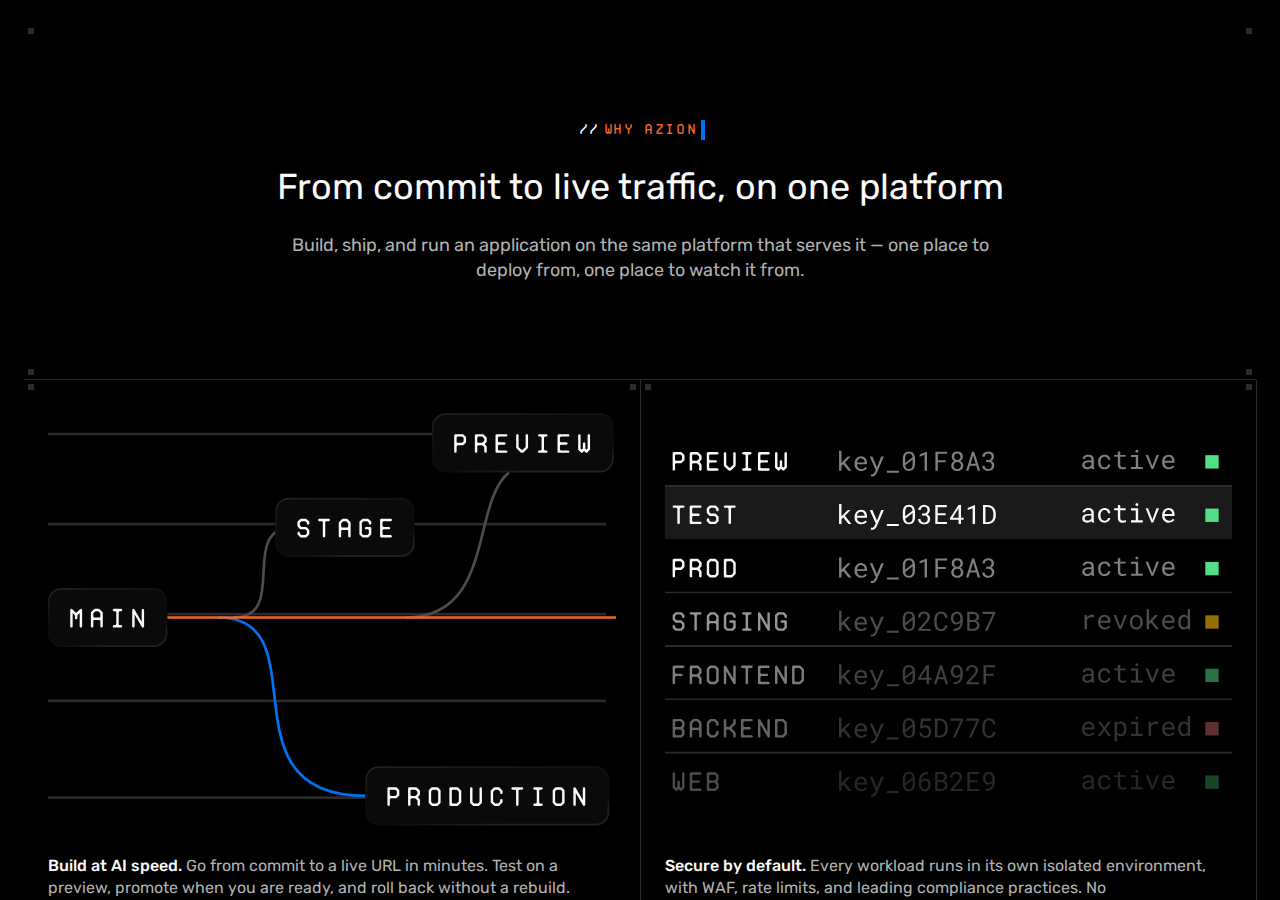 // WHY AZION
From commit to live traffic, on one platform
Build, ship, and run an application on the same platform that serves it — one place to
deploy from, one place to watch it from.
PREVIEW
STAGE
MAIN
PRODUCTION
Build at AI speed. Go from commit to a live URL in minutes. Test on a
preview, promote when you are ready, and roll back without a rebuild.
PREVIEW key_01F8A3 active
TEST key_03E41D active
PROD key_01F8A3 active
STAGING key_02C9B7 revoked
FRONTEND key_04A92F active
BACKEND key_05D77C expired
WEB key_06B2E9 active
Secure by default. Every workload runs in its own isolated environment,
with WAF, rate limits, and leading compliance practices. No